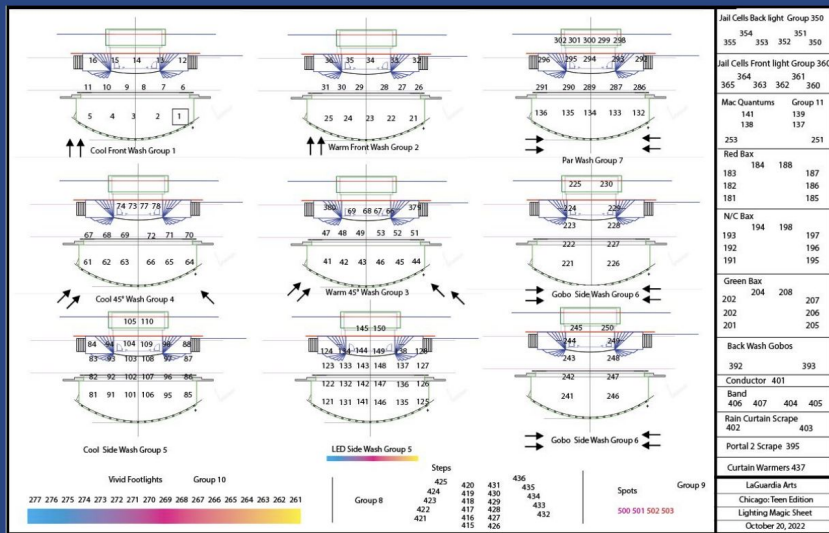 16 15 14 13 12
11 10 9 8 7 6
5 4 3 2 1
Cool Front Wash Group 1
36 35 34 33 32
31 30 29 28 27 26
25 24 23 22 21
Warm Front Wash Group 2
302 301 300 299 298
296 295 294 293 292
291 290 289 287 286
136 135 134 133 132
Par Wash Group 7
74 73 77 78
67 68 69 72 71 70
61 62 63 66 65 64
Cool 45° Wash Group 4
380 69 68 67 66 379
47 48 49 53 52 51
41 42 43 46 45 44
Warm 45° Wash Group 3
225 230
224 229
223 228
222 227
221 226
Gobo Side Wash Group 6
105 110
84 94 104 109 98 88
83 93 103 108 97 87
82 92 102 107 96 86
81 91 101 106 95 85
Cool Side Wash Group 5
145 150
124 134 144 149 138 128
123 133 143 148 137 127
122 132 142 147 136 126
121 131 141 146 135 125
LED Side Wash Group 5
245 250
244 249
243 248
242 247
241 246
Gobo Side Wash Group 6
Vivid Footlights Group 10
277 276 275 274 273 272 271 270 269 268 267 266 265 264 263 262 261
Group 8
Steps
425
424
423
422
421
420
419
418
417
416
415
431
430
429
428
427
426
436
435
434
433
432
Group 9
Spots
500 501 502 503
Jail Cells Back light Group 350
354 351
355 353 352 350
Jail Cells Front light Group 360
364 361
365 363 362 360
Mac Quantums Group 11
141 139
138 137
253 251
Red Bax
184 188
183 187
182 186
181 185
N/C Bax
194 198
193 197
192 196
191 195
Green Bax
204 208
202 207
202 206
201 205
Back Wash Gobos
392 393
Conductor 401
Band
406 407 404 405
Rain Curtain Scrape
402 403
Portal 2 Scrape 395
Curtain Warmers 437
LaGuardia Arts
Chicago: Teen Edition
Lighting Magic Sheet
October 20, 2022